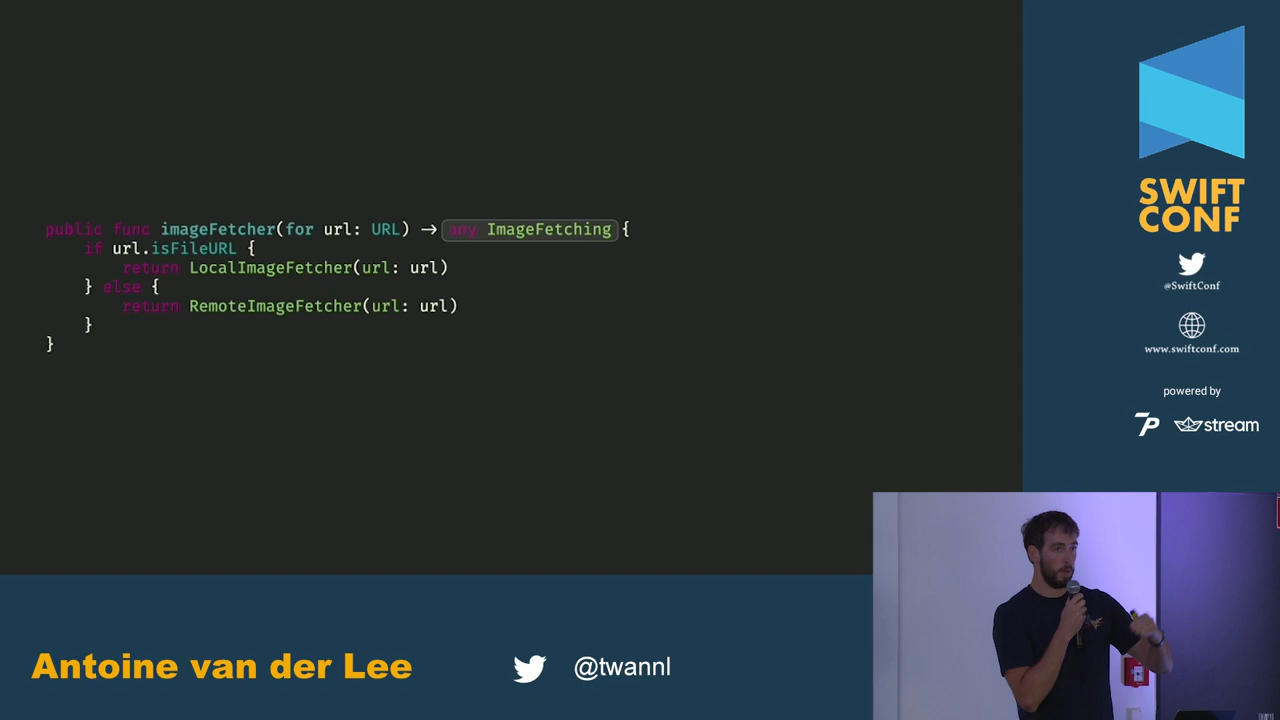 public func imageFetcher(for url: URL) -> any ImageFetching {
    if url.isFileURL {
        return LocalImageFetcher(url: url)
    } else {
        return RemoteImageFetcher(url: url)
    }
}
SWIFT
CONF
@SwiftConf
www.swiftconf.com
powered by
7P stream
Antoine van der Lee
@twannl